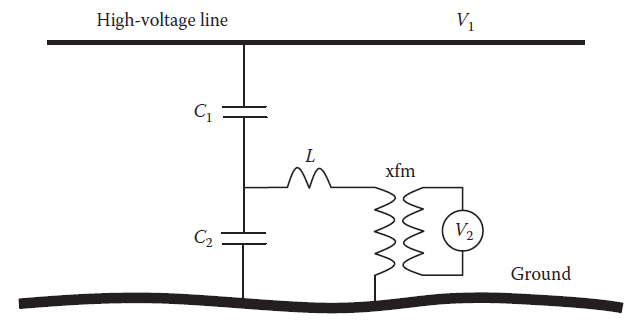 High-voltage line
V₁
C₁
L
xfm
C₂
V₂
Ground